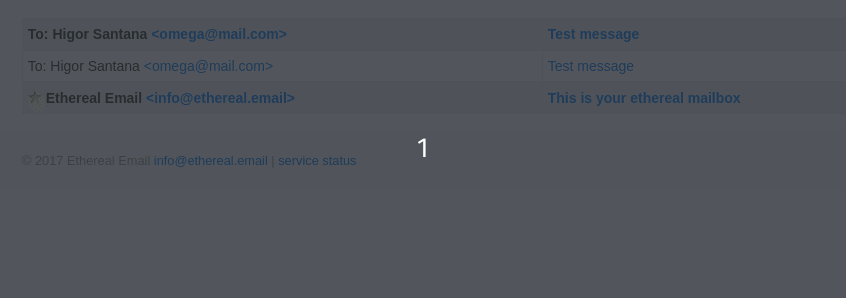 To: Higor Santana <omega@mail.com> Test message
To: Higor Santana <omega@mail.com> Test message
Ethereal Email <info@ethereal.email> This is your ethereal mailbox
1
© 2017 Ethereal Email info@ethereal.email | service status